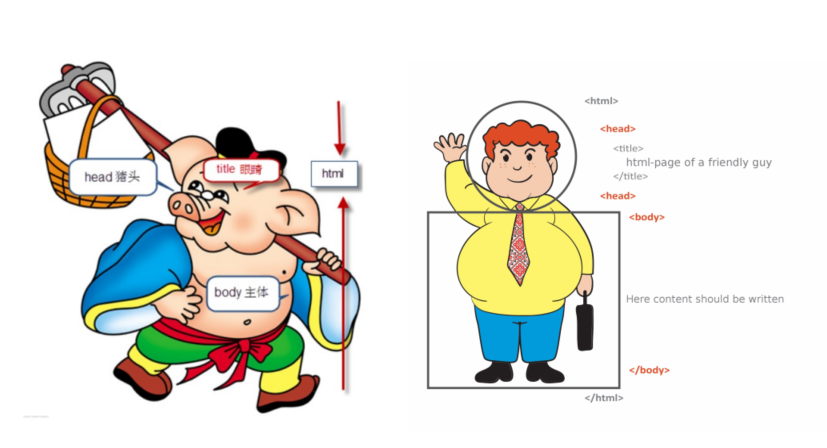 title 眼睛
head 猪头
html
body 主体
<html>
<head>
<title>
html-page of a friendly guy
</title>
<head>
<body>
Here content should be written
</body>
</html>